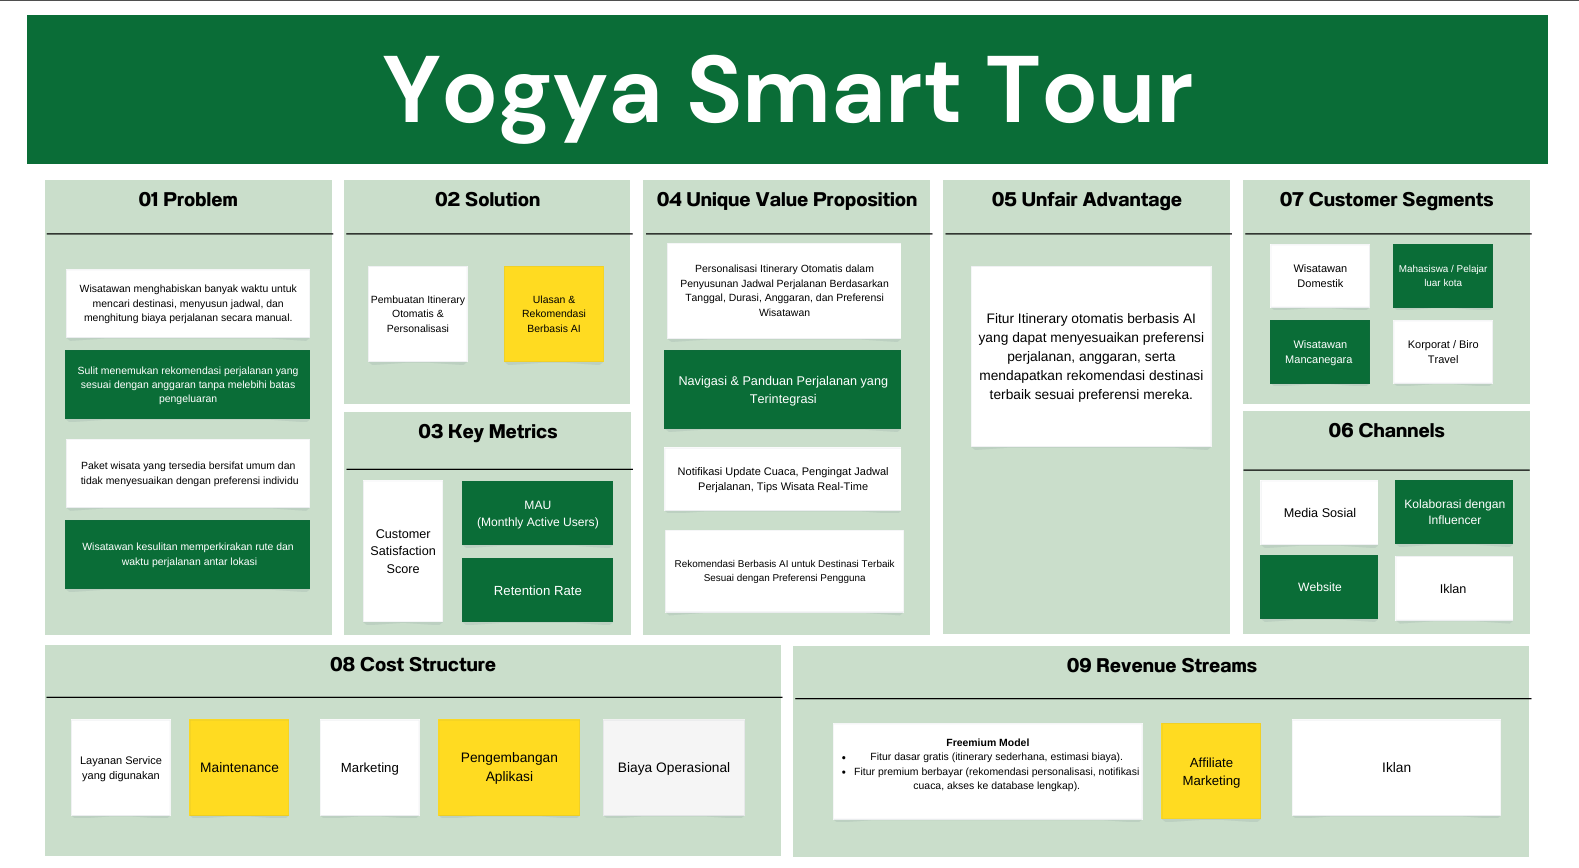 Yogya Smart Tour
01 Problem
Wisatawan menghabiskan banyak waktu untuk
mencari destinasi, menyusun jadwal, dan
menghitung biaya perjalanan secara manual.
Sulit menemukan rekomendasi perjalanan yang
sesuai dengan anggaran tanpa melebihi batas
pengeluaran
Paket wisata yang tersedia bersifat umum dan
tidak menyesuaikan dengan preferensi individu
Wisatawan kesulitan memperkirakan rute dan
waktu perjalanan antar lokasi
02 Solution
Pembuatan Itinerary
Otomatis &
Personalisasi
Ulasan &
Rekomendasi
Berbasis AI
03 Key Metrics
Customer
Satisfaction
Score
MAU
(Monthly Active Users)
Retention Rate
04 Unique Value Proposition
Personalisasi Itinerary Otomatis dalam
Penyusunan Jadwal Perjalanan Berdasarkan
Tanggal, Durasi, Anggaran, dan Preferensi
Wisatawan
Navigasi & Panduan Perjalanan yang
Terintegrasi
Notifikasi Update Cuaca, Pengingat Jadwal
Perjalanan, Tips Wisata Real-Time
Rekomendasi Berbasis AI untuk Destinasi Terbaik
Sesuai dengan Preferensi Pengguna
05 Unfair Advantage
Fitur Itinerary otomatis berbasis AI
yang dapat menyesuaikan preferensi
perjalanan, anggaran, serta
mendapatkan rekomendasi destinasi
terbaik sesuai preferensi mereka.
07 Customer Segments
Wisatawan
Domestik
Mahasiswa / Pelajar
luar kota
Wisatawan
Mancanegara
Korporat / Biro
Travel
06 Channels
Media Sosial
Kolaborasi dengan
Influencer
Website
Iklan
08 Cost Structure
Layanan Service
yang digunakan
Maintenance
Marketing
Pengembangan
Aplikasi
Biaya Operasional
09 Revenue Streams
Freemium Model
• Fitur dasar gratis (itinerary sederhana, estimasi biaya).
• Fitur premium berbayar (rekomendasi personalisasi, notifikasi
cuaca, akses ke database lengkap).
Affiliate
Marketing
Iklan